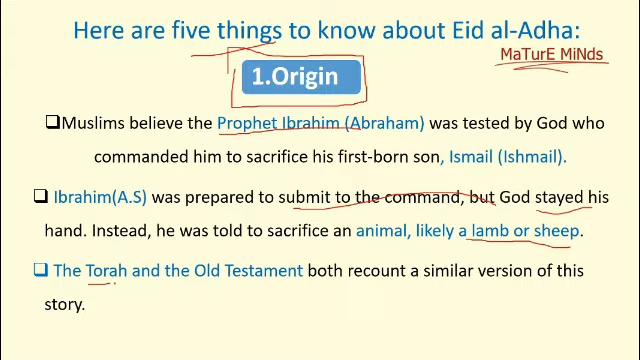 Here are five things to know about Eid al-Adha:
MaTurE MiNds
1.Origin
❑Muslims believe the Prophet Ibrahim (Abraham) was tested by God who
commanded him to sacrifice his first-born son, Ismail (Ishmail).
❑ Ibrahim(A.S) was prepared to submit to the command, but God stayed his
hand. Instead, he was told to sacrifice an animal, likely a lamb or sheep.
❑ The Torah and the Old Testament both recount a similar version of this
story.